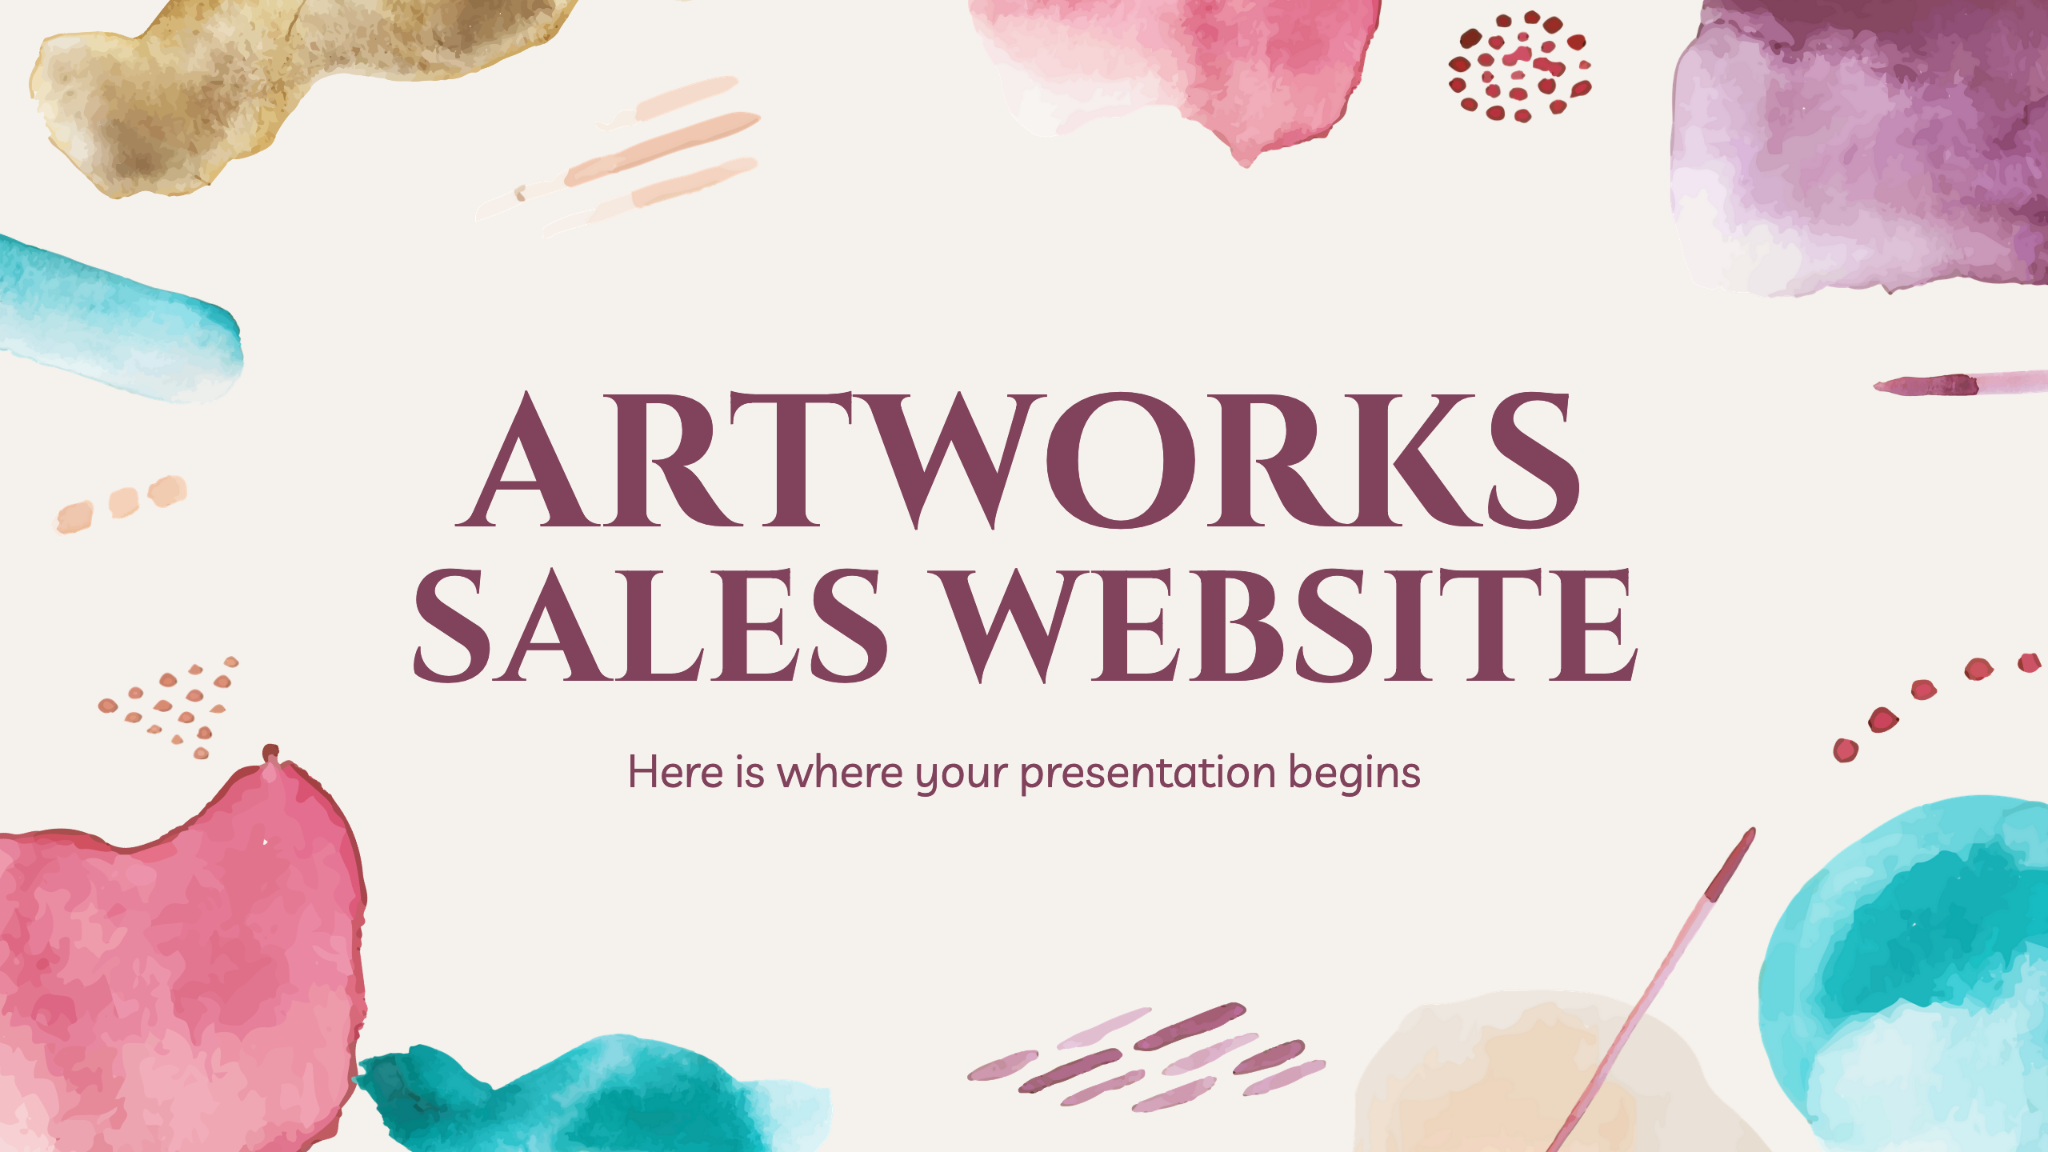 ARTWORKS
SALES WEBSITE
Here is where your presentation begins